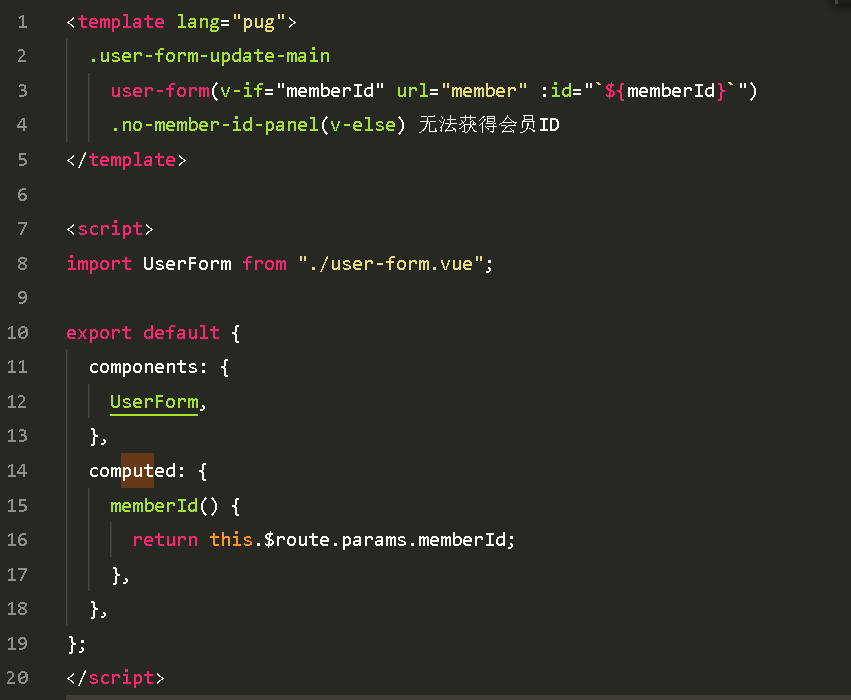 1 <template lang="pug">
2 .user-form-update-main
3 user-form(v-if="memberId" url="member" :id="`${memberId}`")
4 .no-member-id-panel(v-else) 无法获得会员ID
5 </template>
6
7 <script>
8 import UserForm from "./user-form.vue";
9
10 export default {
11 components: {
12 UserForm,
13 },
14 computed: {
15 memberId() {
16 return this.$route.params.memberId;
17 },
18 },
19 };
20 </script>